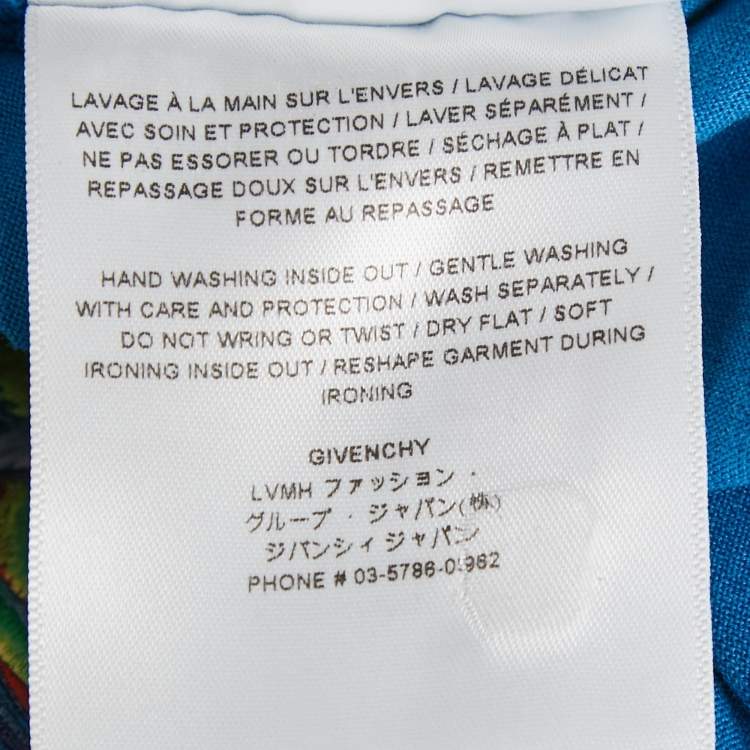 LAVAGE À LA MAIN SUR L'ENVERS / LAVAGE DÉLICAT
AVEC SOIN ET PROTECTION / LAVER SÉPARÉMENT /
NE PAS ESSORER OU TORDRE / SÉCHAGE À PLAT /
REPASSAGE DOUX SUR L'ENVERS / REMETTRE EN
FORME AU REPASSAGE
HAND WASHING INSIDE OUT / GENTLE WASHING
WITH CARE AND PROTECTION / WASH SEPARATELY /
DO NOT WRING OR TWIST / DRY FLAT / SOFT
IRONING INSIDE OUT / RESHAPE GARMENT DURING
IRONING
GIVENCHY
LVMH ファッション ·
グループ · ジャパン(株)
ジバンシィ ジャパン
PHONE #